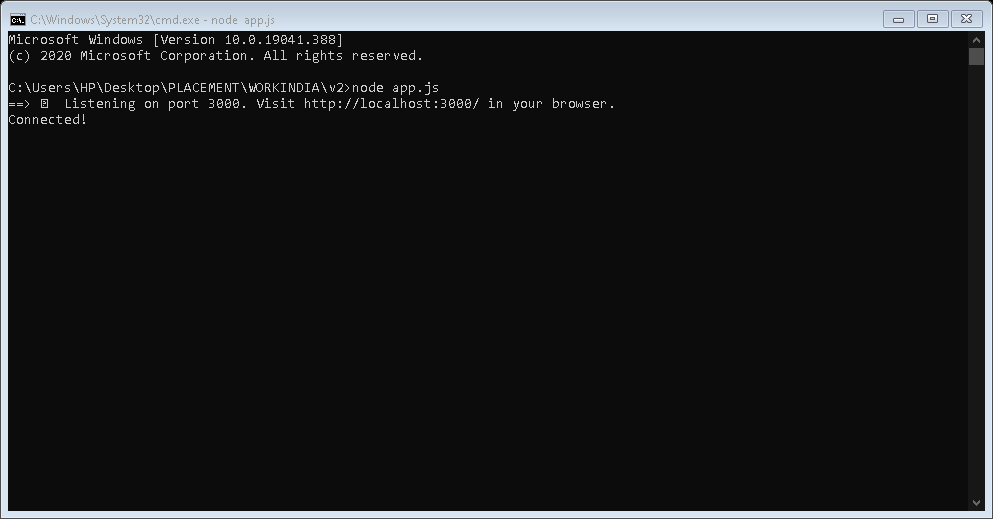 C:\Windows\System32\cmd.exe - node  app.js
Microsoft Windows [Version 10.0.19041.388]
(c) 2020 Microsoft Corporation. All rights reserved.
C:\Users\HP\Desktop\PLACEMENT\WORKINDIA\v2>node app.js
==> �  Listening on port 3000. Visit http://localhost:3000/ in your browser.
Connected!